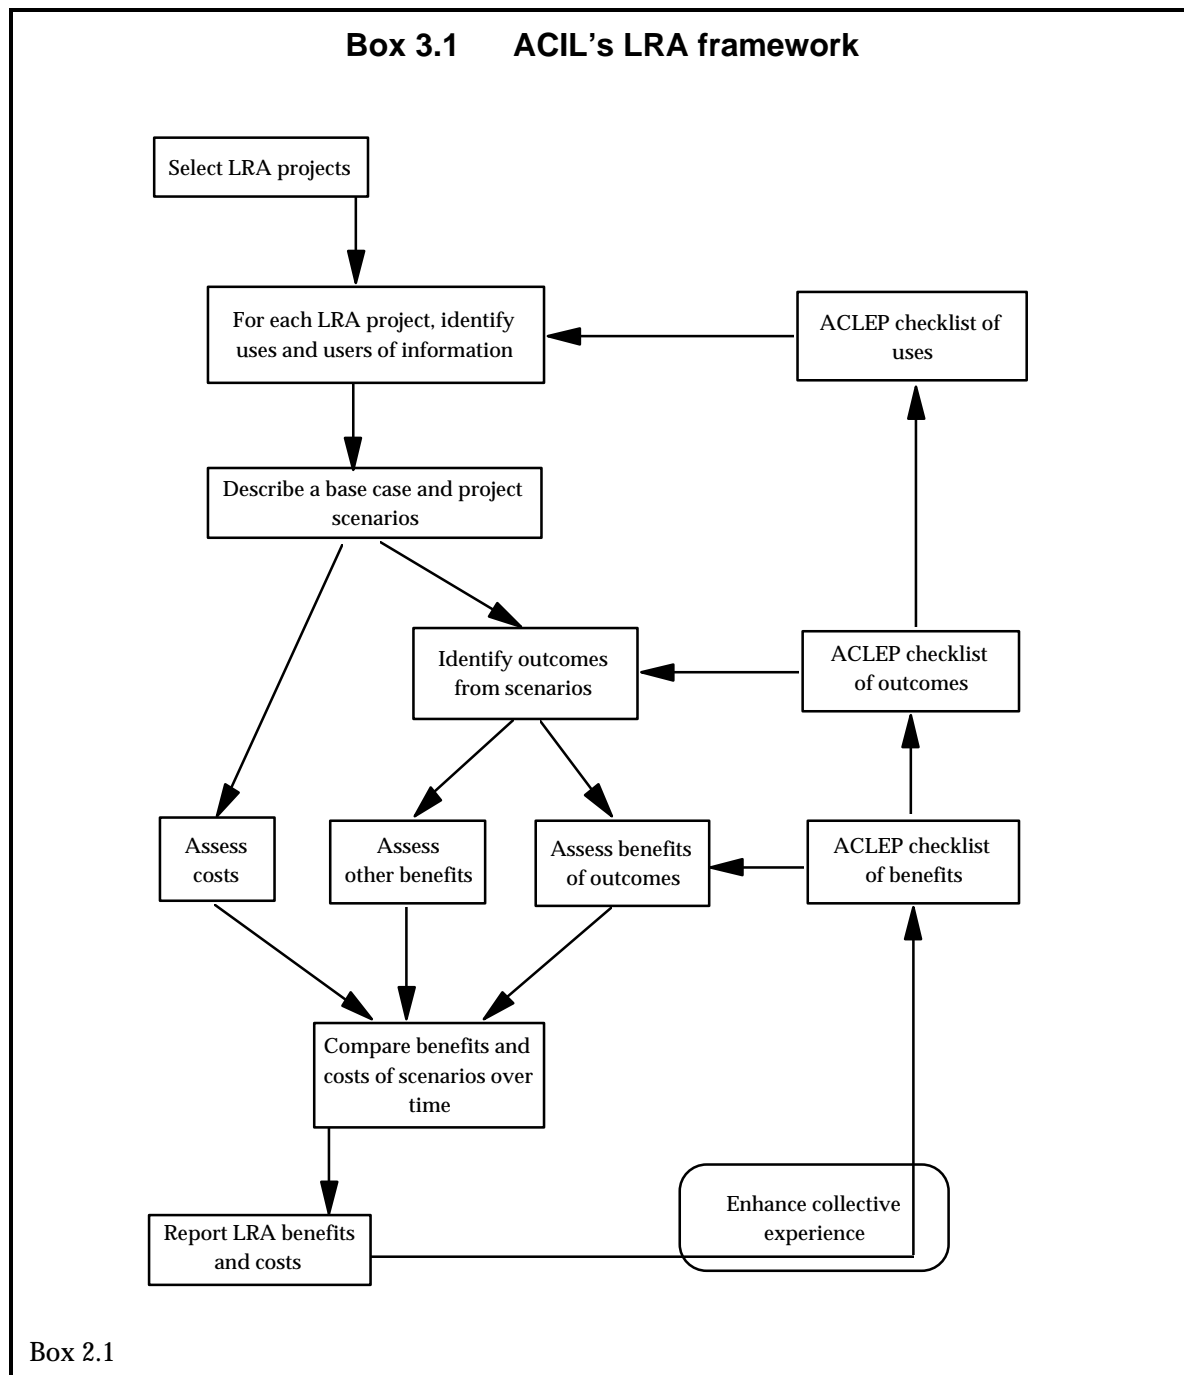 Box 3.1 ACIL's LRA framework
Select LRA projects
For each LRA project, identify
uses and users of information
ACLEP checklist of
uses
Describe a base case and project
scenarios
Identify outcomes
from scenarios
ACLEP checklist
of outcomes
Assess
costs
Assess
other benefits
Assess benefits
of outcomes
ACLEP checklist
of benefits
Compare benefits and
costs of scenarios over
time
Enhance collective
experience
Report LRA benefits
and costs
Box 2.1